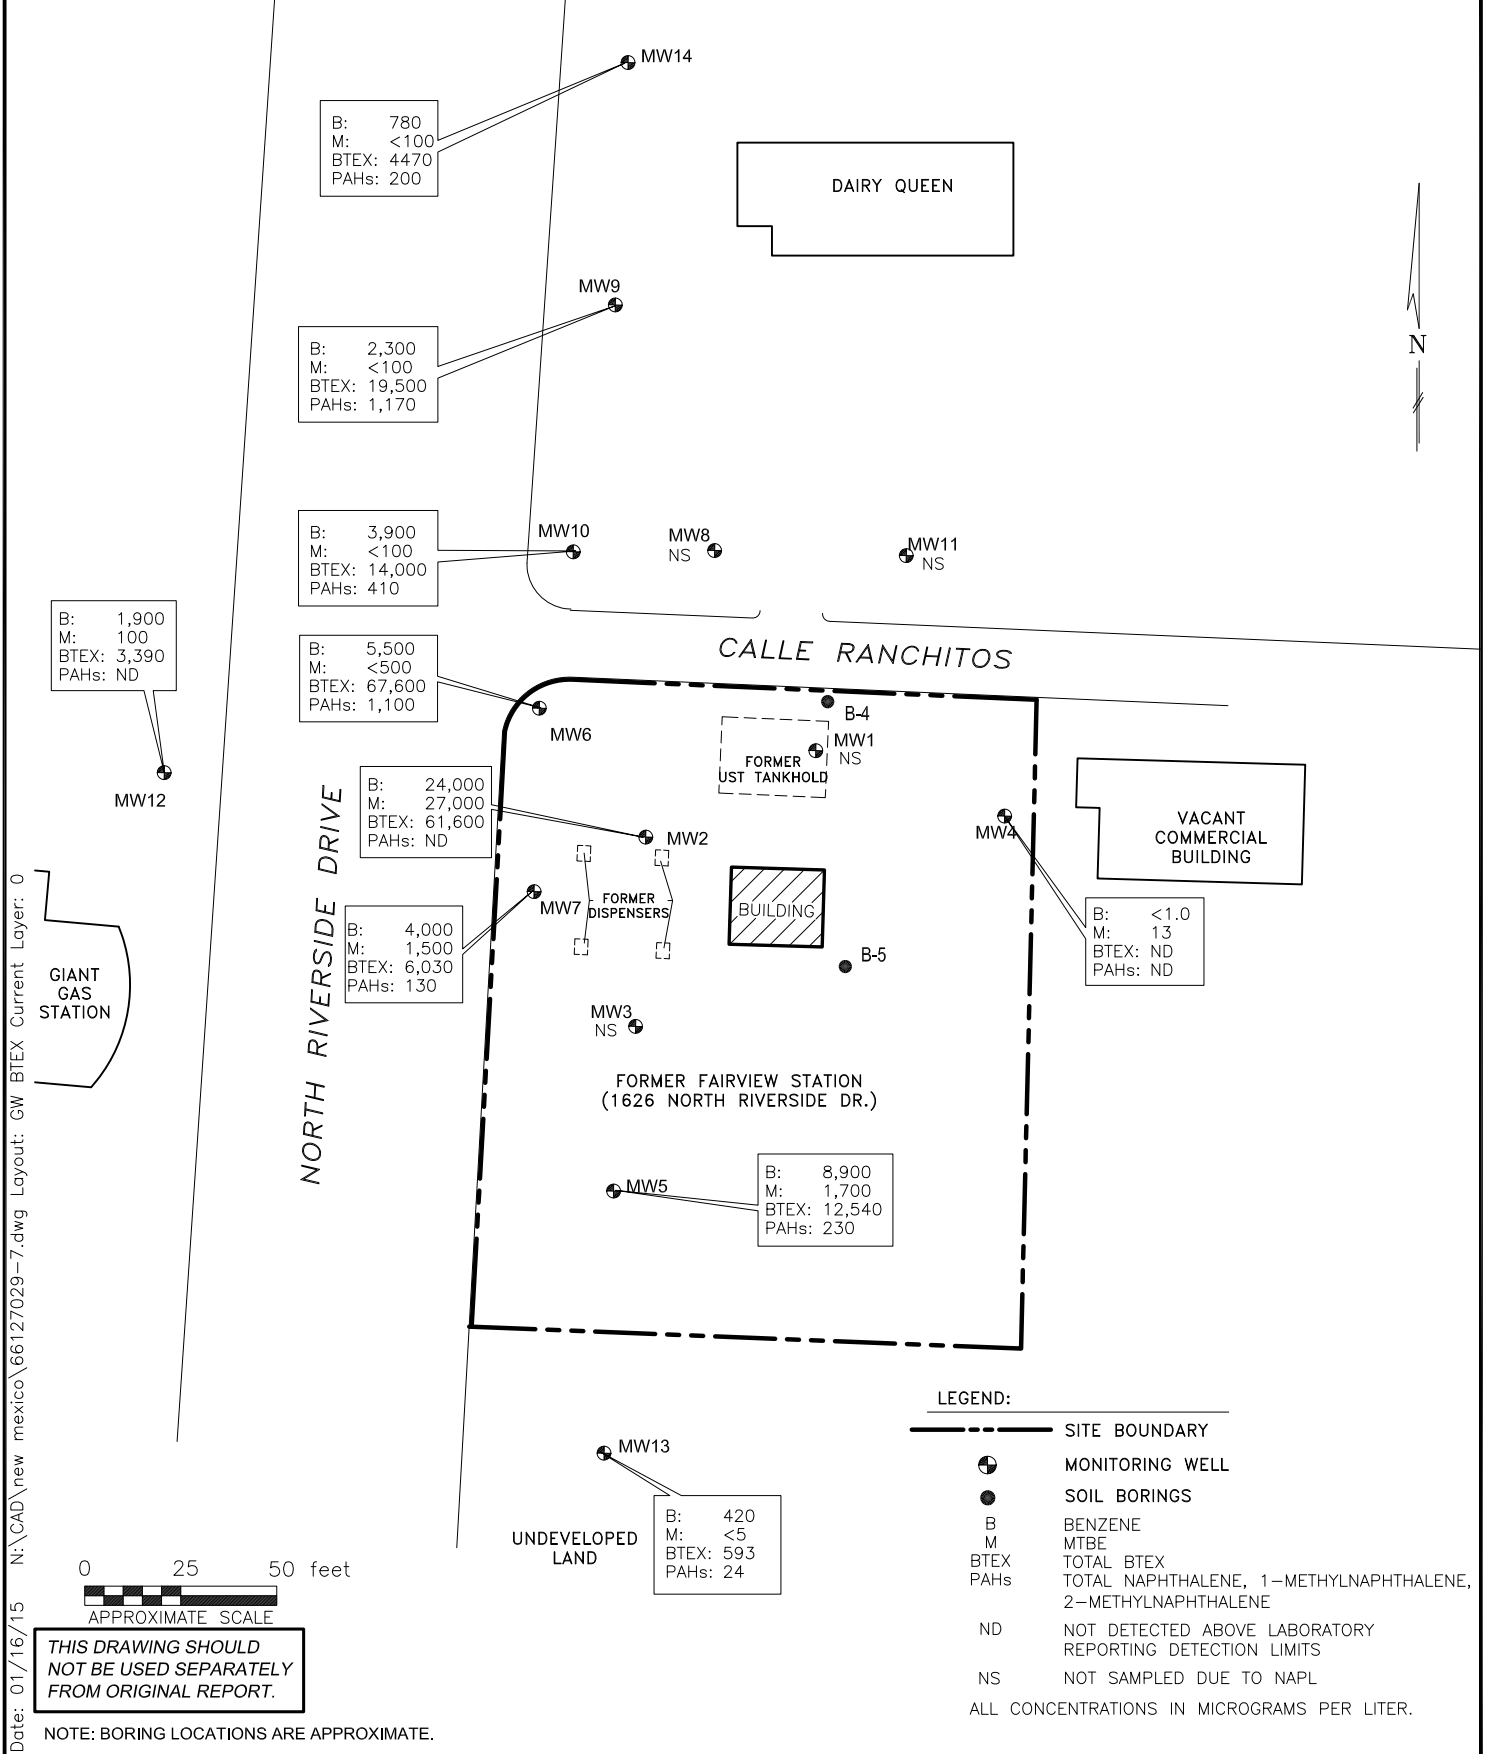 MW14
B: 780
M: <100
BTEX: 4470
PAHs: 200
DAIRY QUEEN
MW9
B: 2,300
M: <100
BTEX: 19,500
PAHs: 1,170
N
MW10
B: 3,900
M: <100
BTEX: 14,000
PAHs: 410
MW8
NS
MW11
NS
B: 1,900
M: 100
BTEX: 3,390
PAHs: ND
MW12
B: 5,500
M: <500
BTEX: 67,600
PAHs: 1,100
MW6
CALLE RANCHITOS
B-4
MW1
NS
FORMER
UST TANKHOLD
B: 24,000
M: 27,000
BTEX: 61,600
PAHs: ND
MW2
MW4
VACANT
COMMERCIAL
BUILDING
B: <1.0
M: 13
BTEX: ND
PAHs: ND
MW7
FORMER
DISPENSERS
BUILDING
B: 4,000
M: 1,500
BTEX: 6,030
PAHs: 130
B-5
GIANT
GAS
STATION
NORTH RIVERSIDE DRIVE
MW3
NS
FORMER FAIRVIEW STATION
(1626 NORTH RIVERSIDE DR.)
MW5
B: 8,900
M: 1,700
BTEX: 12,540
PAHs: 230
MW13
B: 420
M: <5
BTEX: 593
PAHs: 24
UNDEVELOPED
LAND
LEGEND:
SITE BOUNDARY
MONITORING WELL
SOIL BORINGS
B BENZENE
M MTBE
BTEX TOTAL BTEX
PAHs TOTAL NAPHTHALENE, 1-METHYLNAPHTHALENE,
2-METHYLNAPHTHALENE
ND NOT DETECTED ABOVE LABORATORY
REPORTING DETECTION LIMITS
NS NOT SAMPLED DUE TO NAPL
ALL CONCENTRATIONS IN MICROGRAMS PER LITER.
0 25 50 feet
APPROXIMATE SCALE
THIS DRAWING SHOULD
NOT BE USED SEPARATELY
FROM ORIGINAL REPORT.
NOTE: BORING LOCATIONS ARE APPROXIMATE.
Date: 01/16/15 N:\CAD\new mexico\66127029-7.dwg Layout: GW BTEX Current Layer: 0